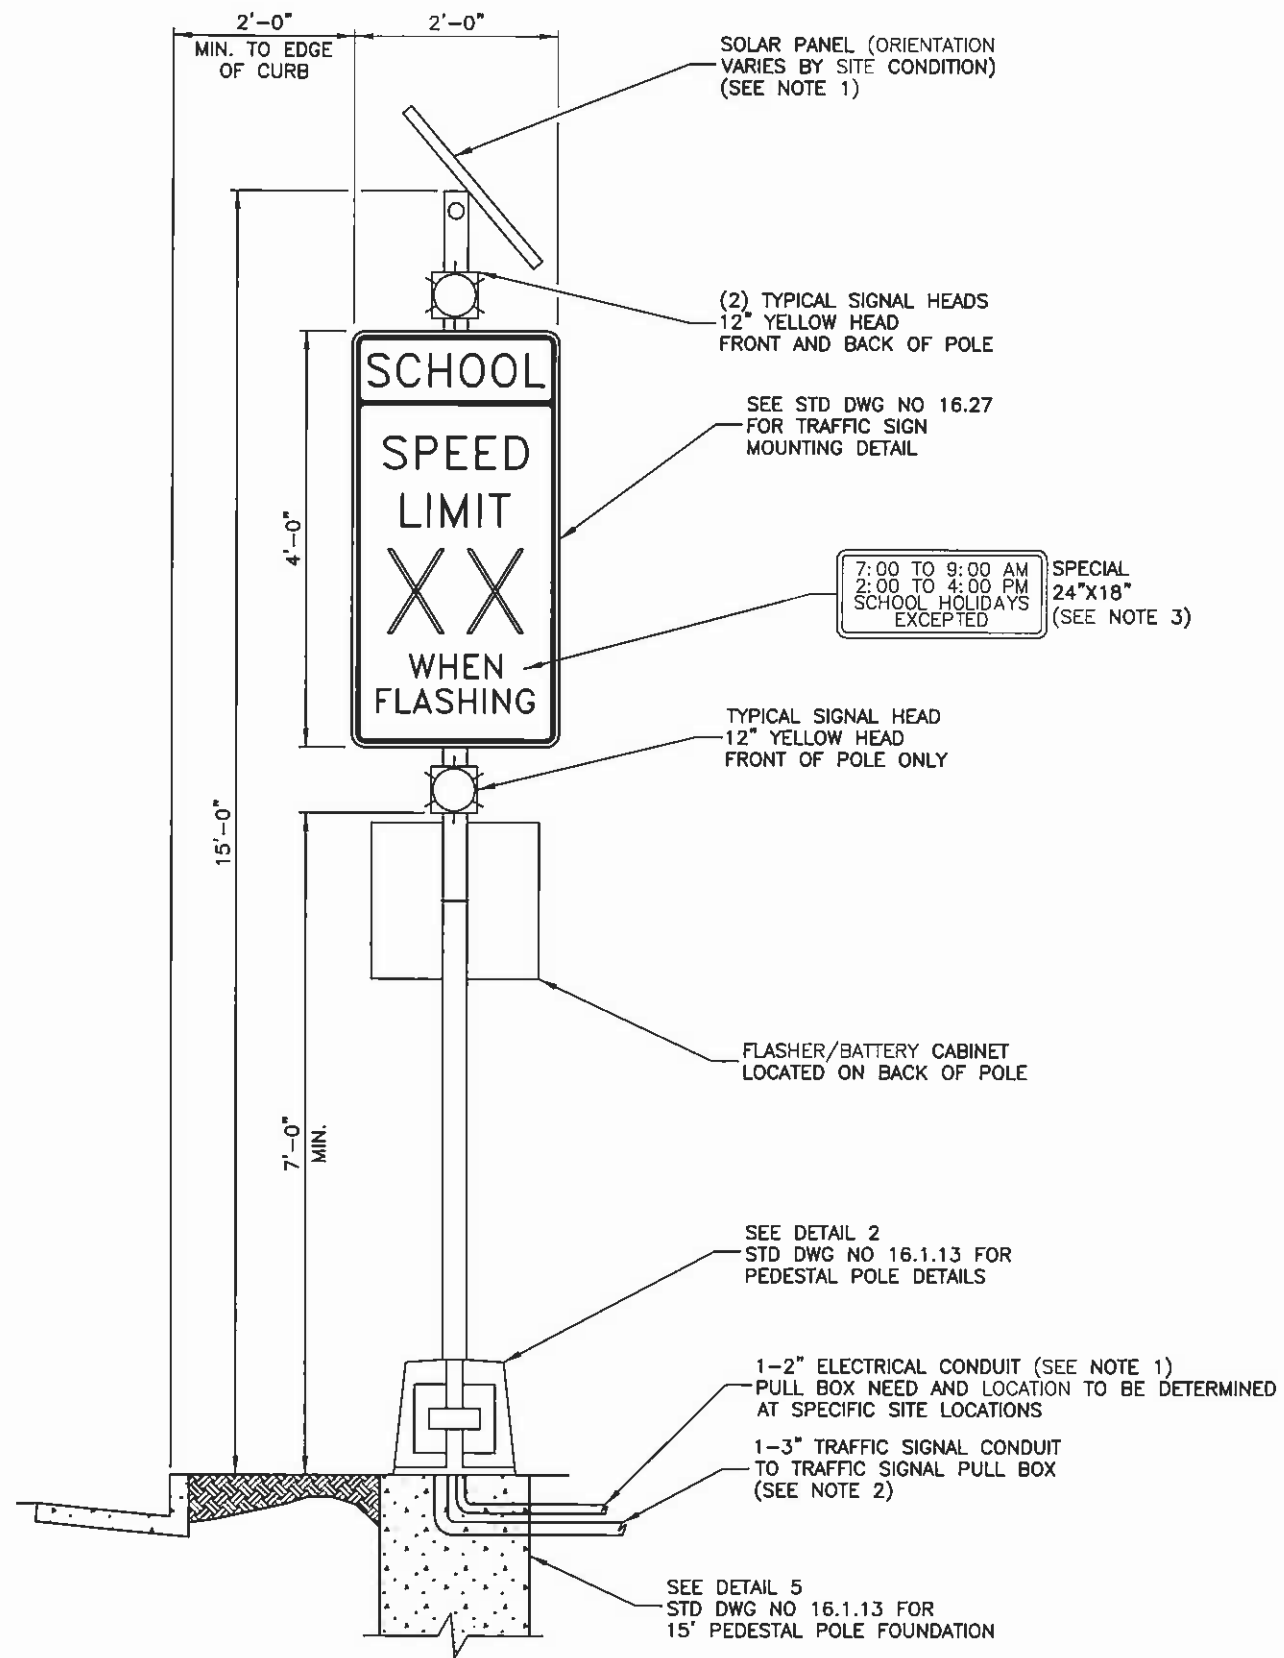 2'-0"
MIN. TO EDGE
OF CURB
2'-0"
SOLAR PANEL (ORIENTATION
VARIES BY SITE CONDITION)
(SEE NOTE 1)
(2) TYPICAL SIGNAL HEADS
12" YELLOW HEAD
FRONT AND BACK OF POLE
SCHOOL
SPEED
LIMIT
XX
WHEN
FLASHING
SEE STD DWG NO 16.27
FOR TRAFFIC SIGN
MOUNTING DETAIL
4'-0"
7:00 TO 9:00 AM
2:00 TO 4:00 PM
SCHOOL HOLIDAYS
EXCEPTED
SPECIAL
24"X18"
(SEE NOTE 3)
TYPICAL SIGNAL HEAD
12" YELLOW HEAD
FRONT OF POLE ONLY
15'-0"
FLASHER/BATTERY CABINET
LOCATED ON BACK OF POLE
7'-0"
MIN.
SEE DETAIL 2
STD DWG NO 16.1.13 FOR
PEDESTAL POLE DETAILS
1-2" ELECTRICAL CONDUIT (SEE NOTE 1)
PULL BOX NEED AND LOCATION TO BE DETERMINED
AT SPECIFIC SITE LOCATIONS
1-3" TRAFFIC SIGNAL CONDUIT
TO TRAFFIC SIGNAL PULL BOX
(SEE NOTE 2)
SEE DETAIL 5
STD DWG NO 16.1.13 FOR
15' PEDESTAL POLE FOUNDATION